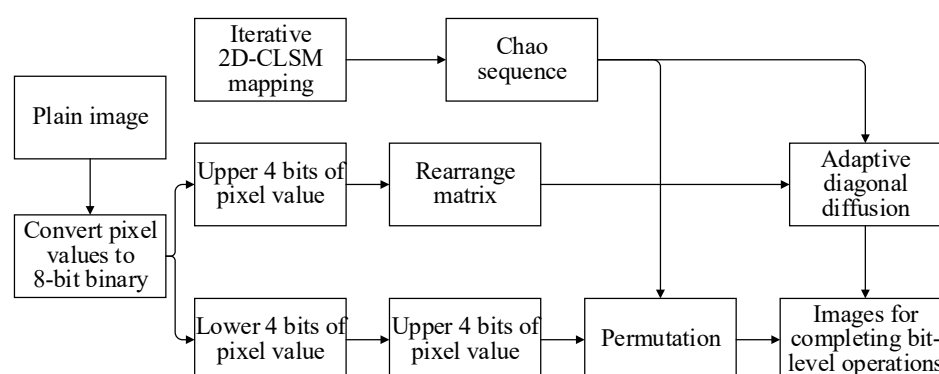 Iterative
2D-CLSM
mapping
Chao
sequence
Plain image
Upper 4 bits of
pixel value
Rearrange
matrix
Adaptive
diagonal
diffusion
Convert pixel
values to
8-bit binary
Lower 4 bits of
pixel value
Upper 4 bits of
pixel value
Permutation
Images for
completing bit-
level operations